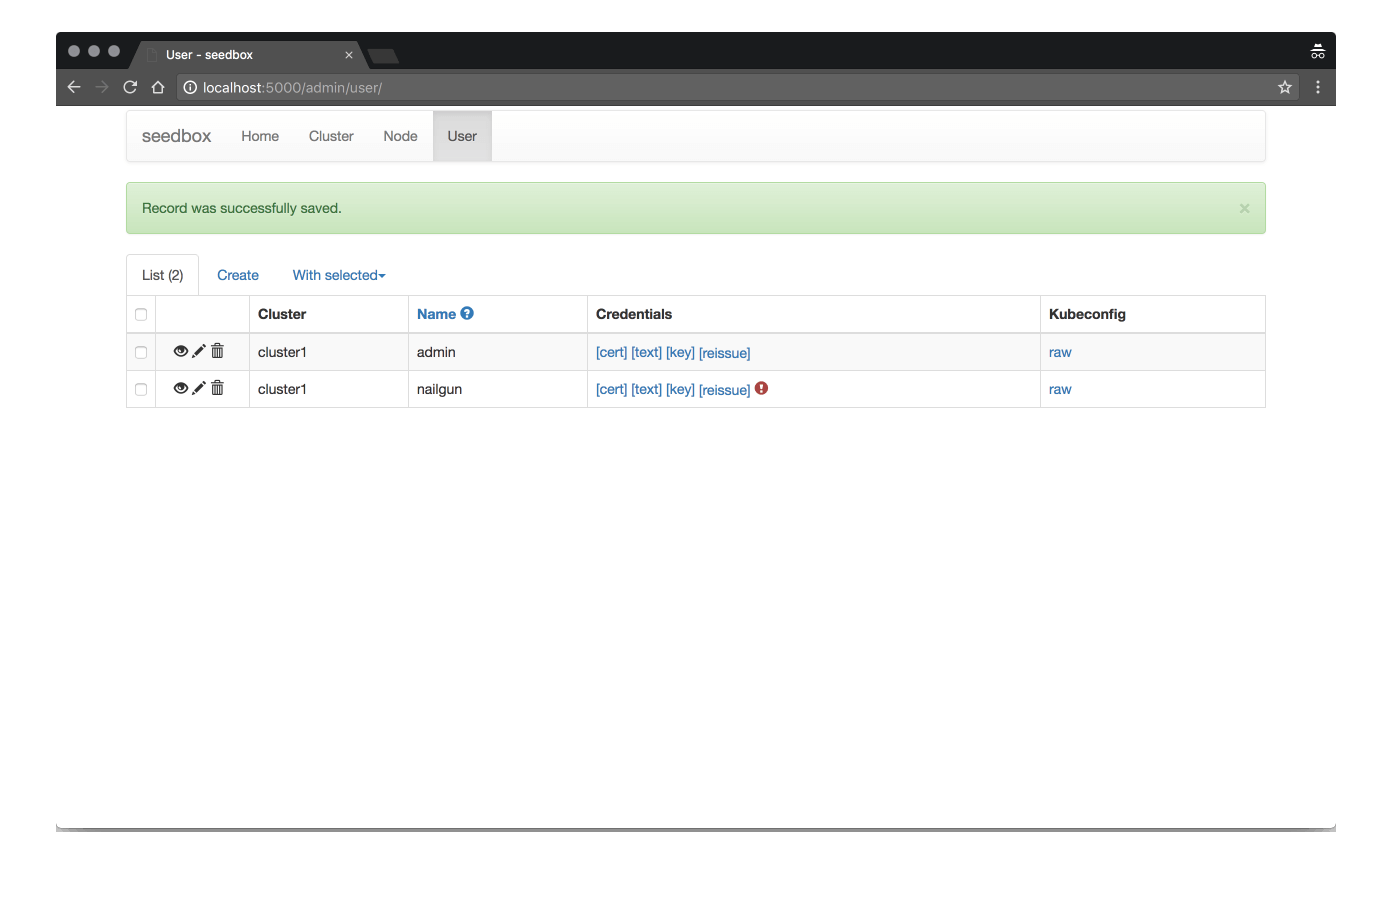 User - seedbox
localhost:5000/admin/user/
seedbox Home Cluster Node User
Record was successfully saved. ×
List (2) Create With selected
Cluster Name Credentials Kubeconfig
cluster1 admin [cert] [text] [key] [reissue] raw
cluster1 nailgun [cert] [text] [key] [reissue] raw